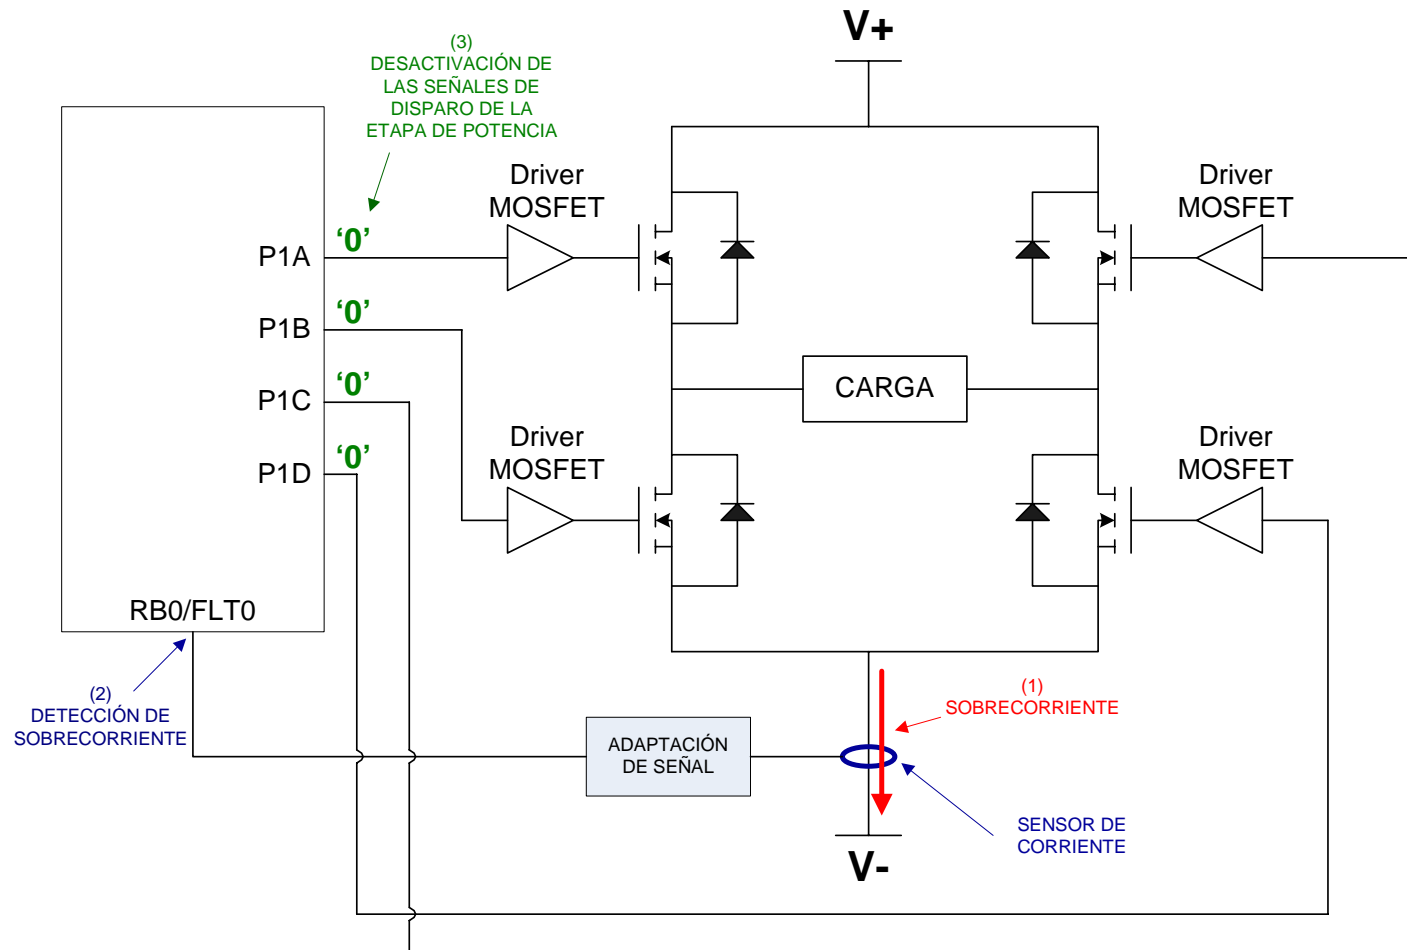 V+
(3)
DESACTIVACIÓN DE
LAS SEÑALES DE
DISPARO DE LA
ETAPA DE POTENCIA
Driver
MOSFET
Driver
MOSFET
P1A
‘0’
P1B
‘0’
P1C
‘0’
P1D
‘0’
CARGA
Driver
MOSFET
Driver
MOSFET
RB0/FLT0
(2)
DETECCIÓN DE
SOBRECORRIENTE
(1)
SOBRECORRIENTE
ADAPTACIÓN
DE SEÑAL
SENSOR DE
CORRIENTE
V-